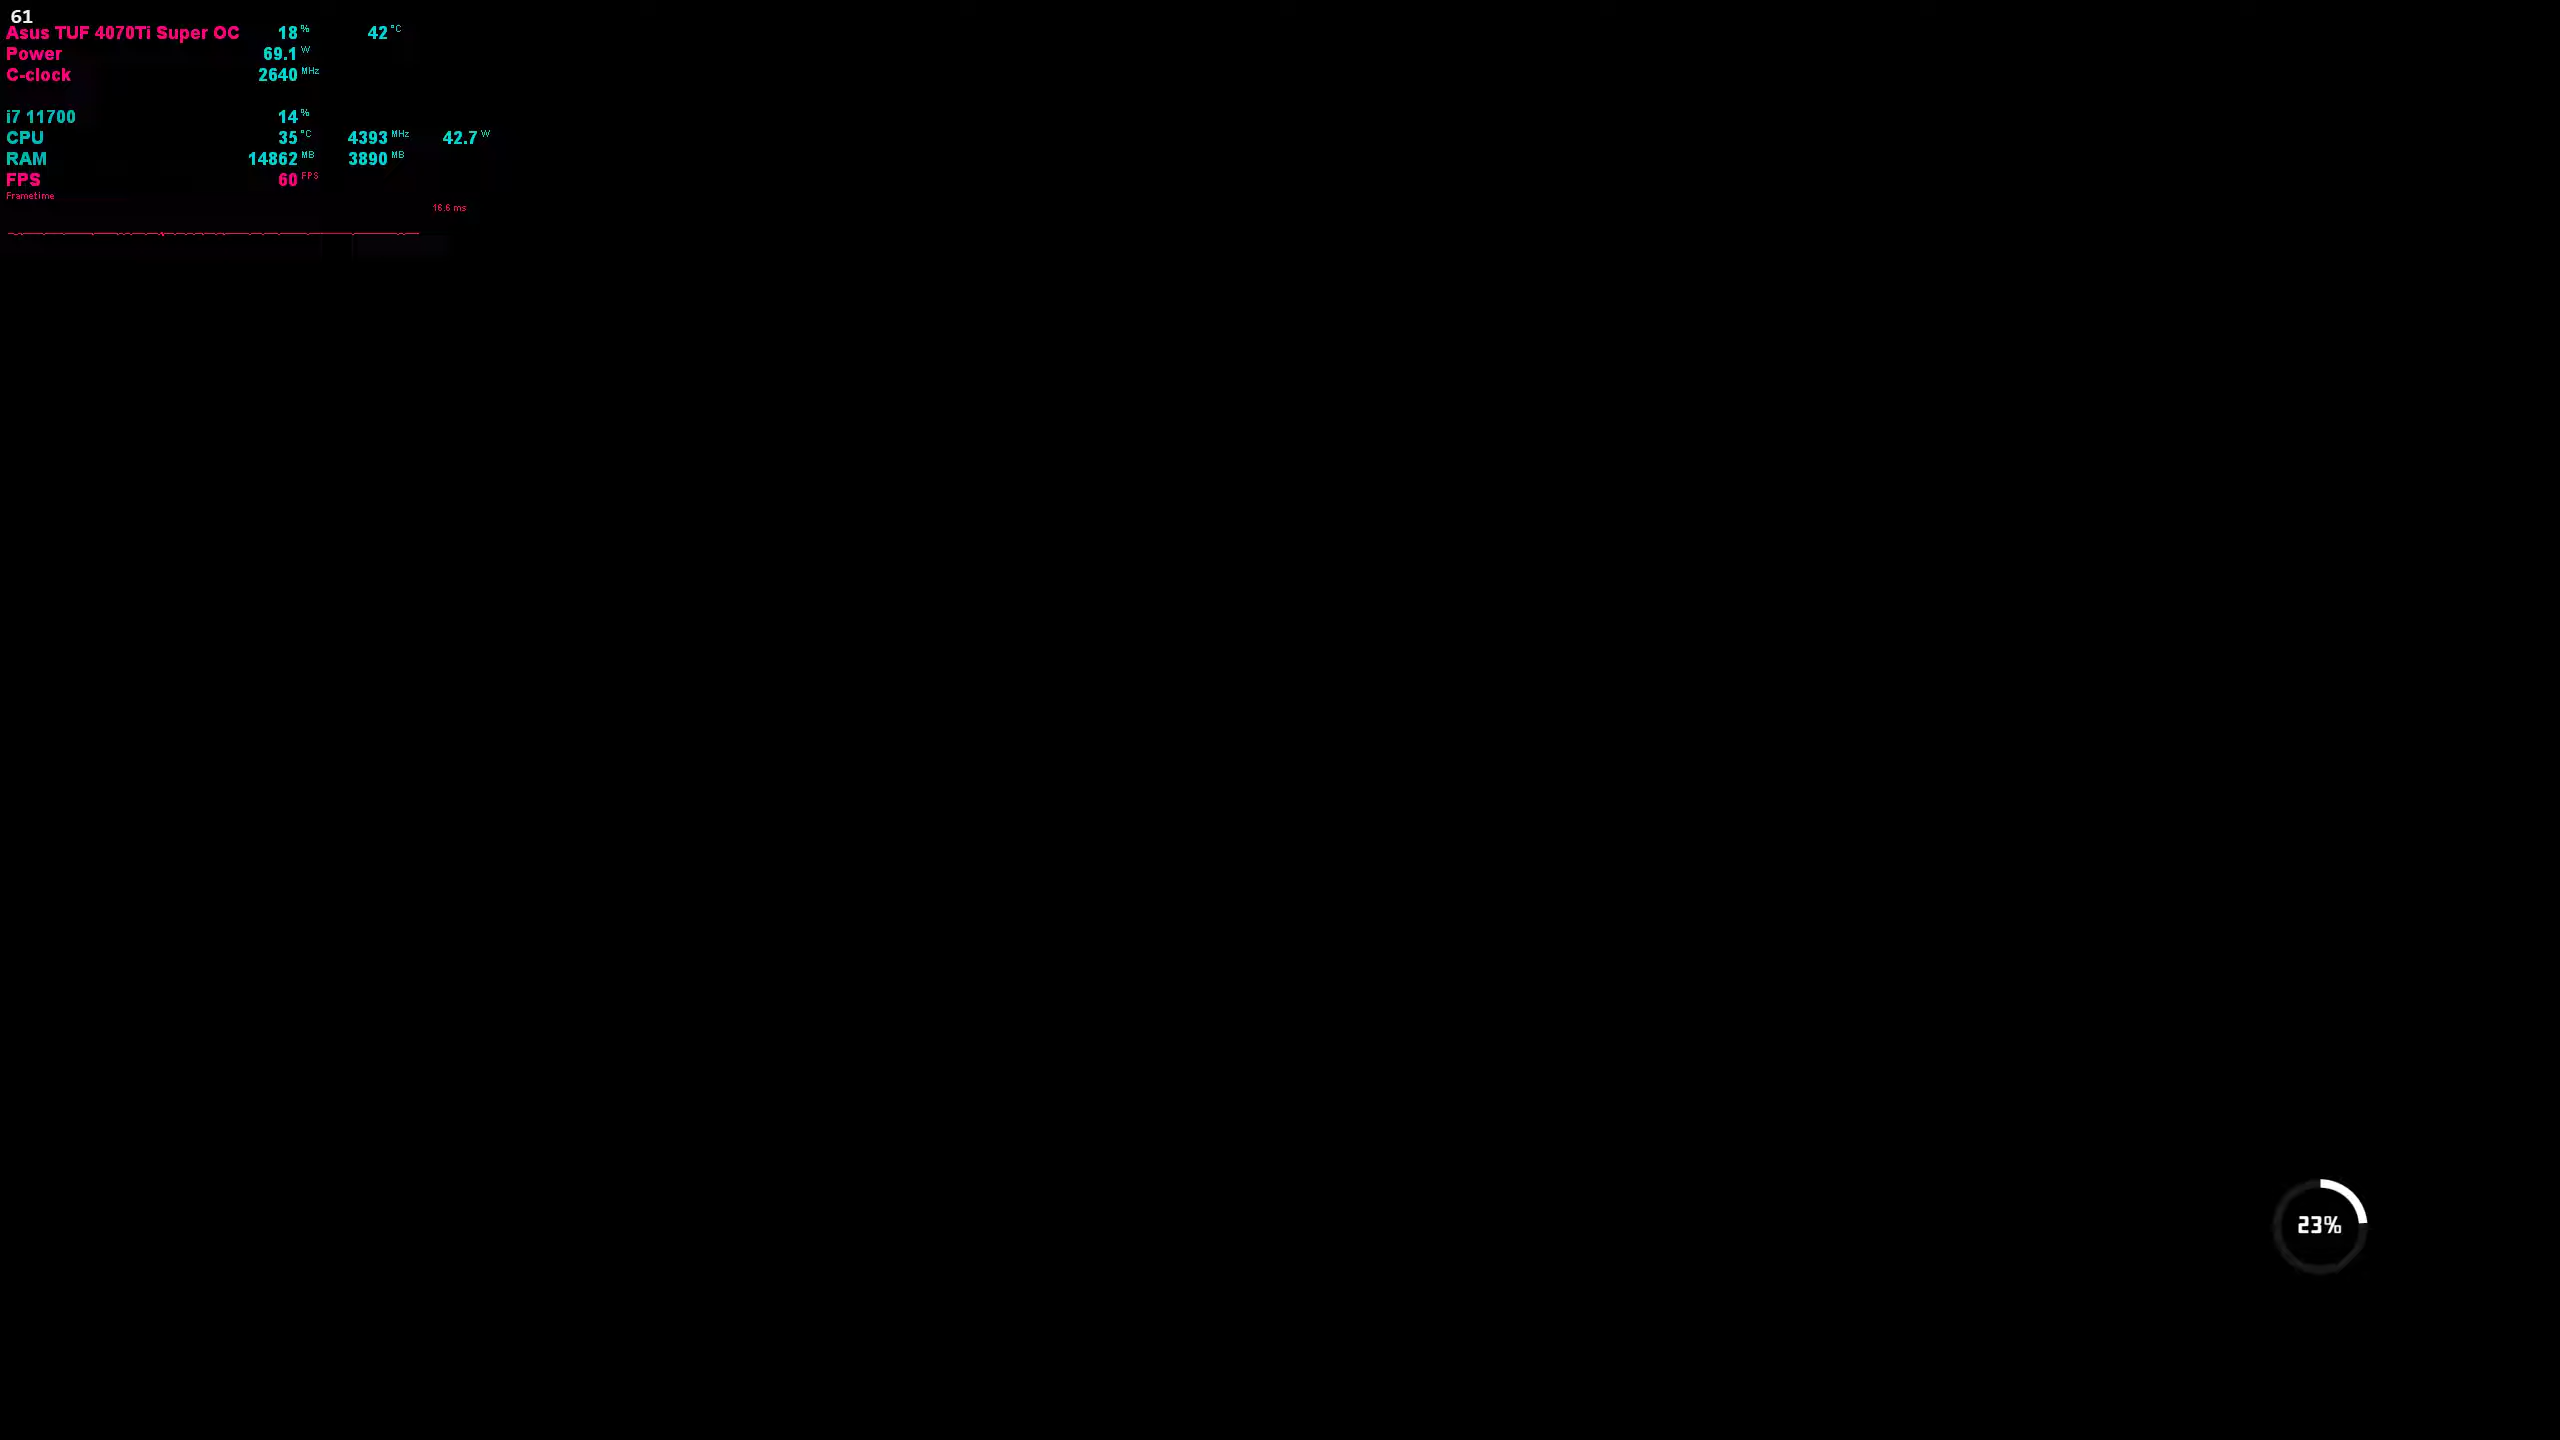 61
Asus TUF 4070Ti Super OC 18 % 42 °C
Power 69.1 W
C-clock 2640 MHz
i7 11700 14 %
CPU 35 °C 4393 MHz 42.7 W
RAM 14862 MB 3890 MB
FPS 60 FPS
Frametime
16.6 ms
23%